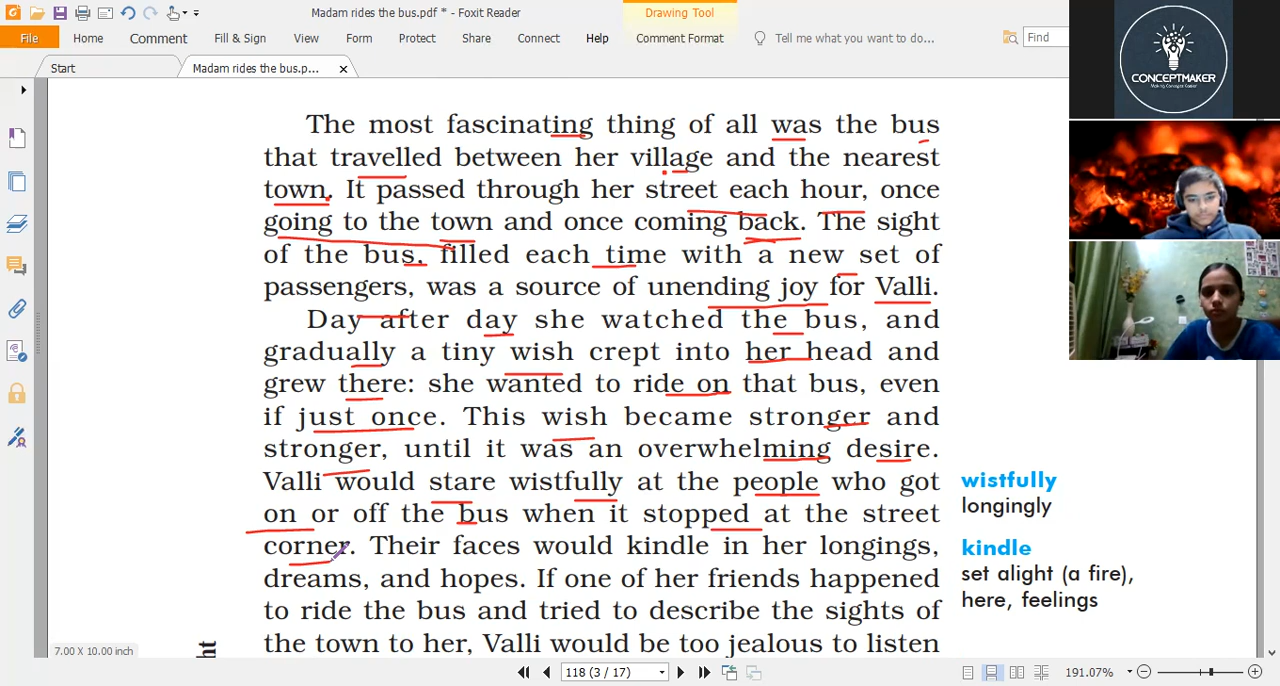 Madam rides the bus.pdf * - Foxit Reader
Drawing Tool
File Home Comment Fill & Sign View Form Protect Share Connect Help Comment Format Tell me what you want to do... Find
Start Madam rides the bus.p...
CONCEPTMAKER
Making Concepts Easier
The most fascinating thing of all was the bus
that travelled between her village and the nearest
town. It passed through her street each hour, once
going to the town and once coming back. The sight
of the bus, filled each time with a new set of
passengers, was a source of unending joy for Valli.
Day after day she watched the bus, and
gradually a tiny wish crept into her head and
grew there: she wanted to ride on that bus, even
if just once. This wish became stronger and
stronger, until it was an overwhelming desire.
Valli would stare wistfully at the people who got
on or off the bus when it stopped at the street
corner. Their faces would kindle in her longings,
dreams, and hopes. If one of her friends happened
to ride the bus and tried to describe the sights of
the town to her, Valli would be too jealous to listen
wistfully
longingly
kindle
set alight (a fire),
here, feelings
ht
7.00 X 10.00 inch
118 (3 / 17)
191.07%